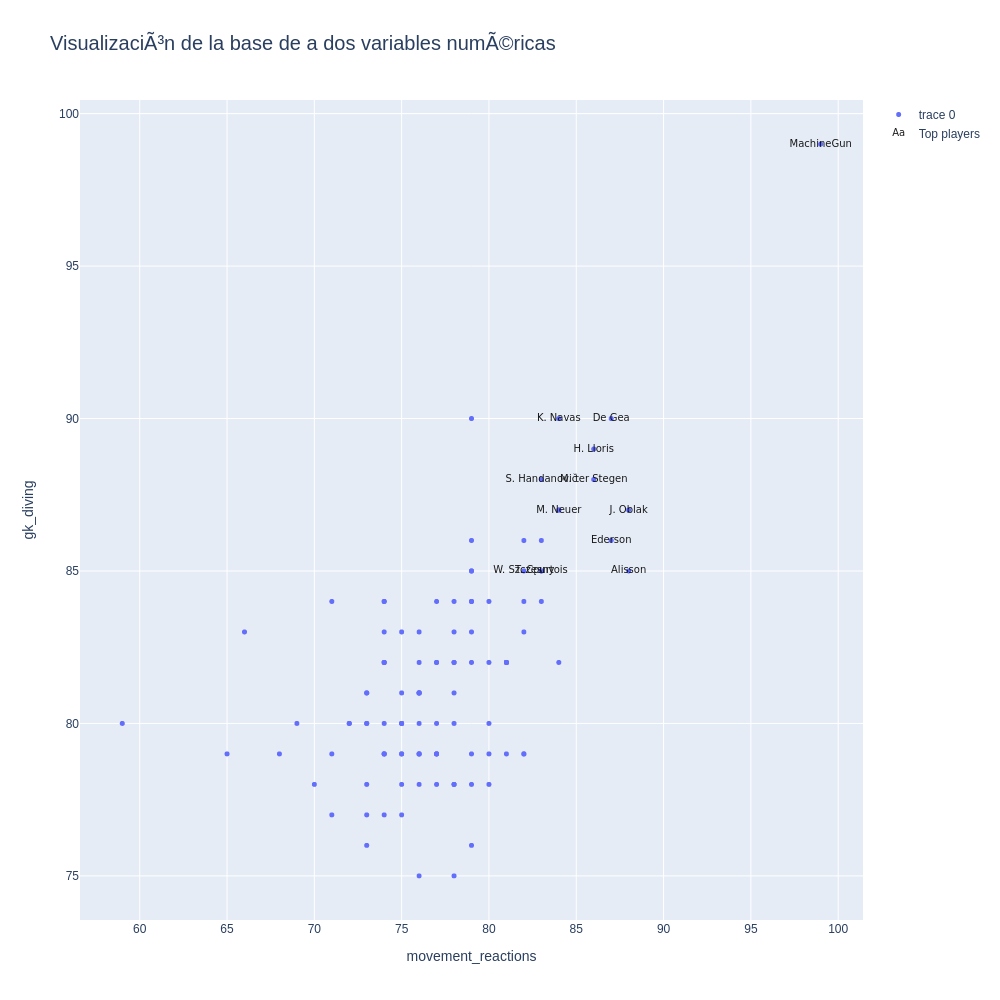 VisualizaciÃ³n de la base de a dos variables numÃ©ricas
trace 0
Aa Top players
100
95
90
85
80
75
gk_diving
MachineGun
K. Navas De Gea
H. Lloris
M. Neuer J. Oblak
Ederson
Alisson
60 65 70 75 80 85 90 95 100
movement_reactions